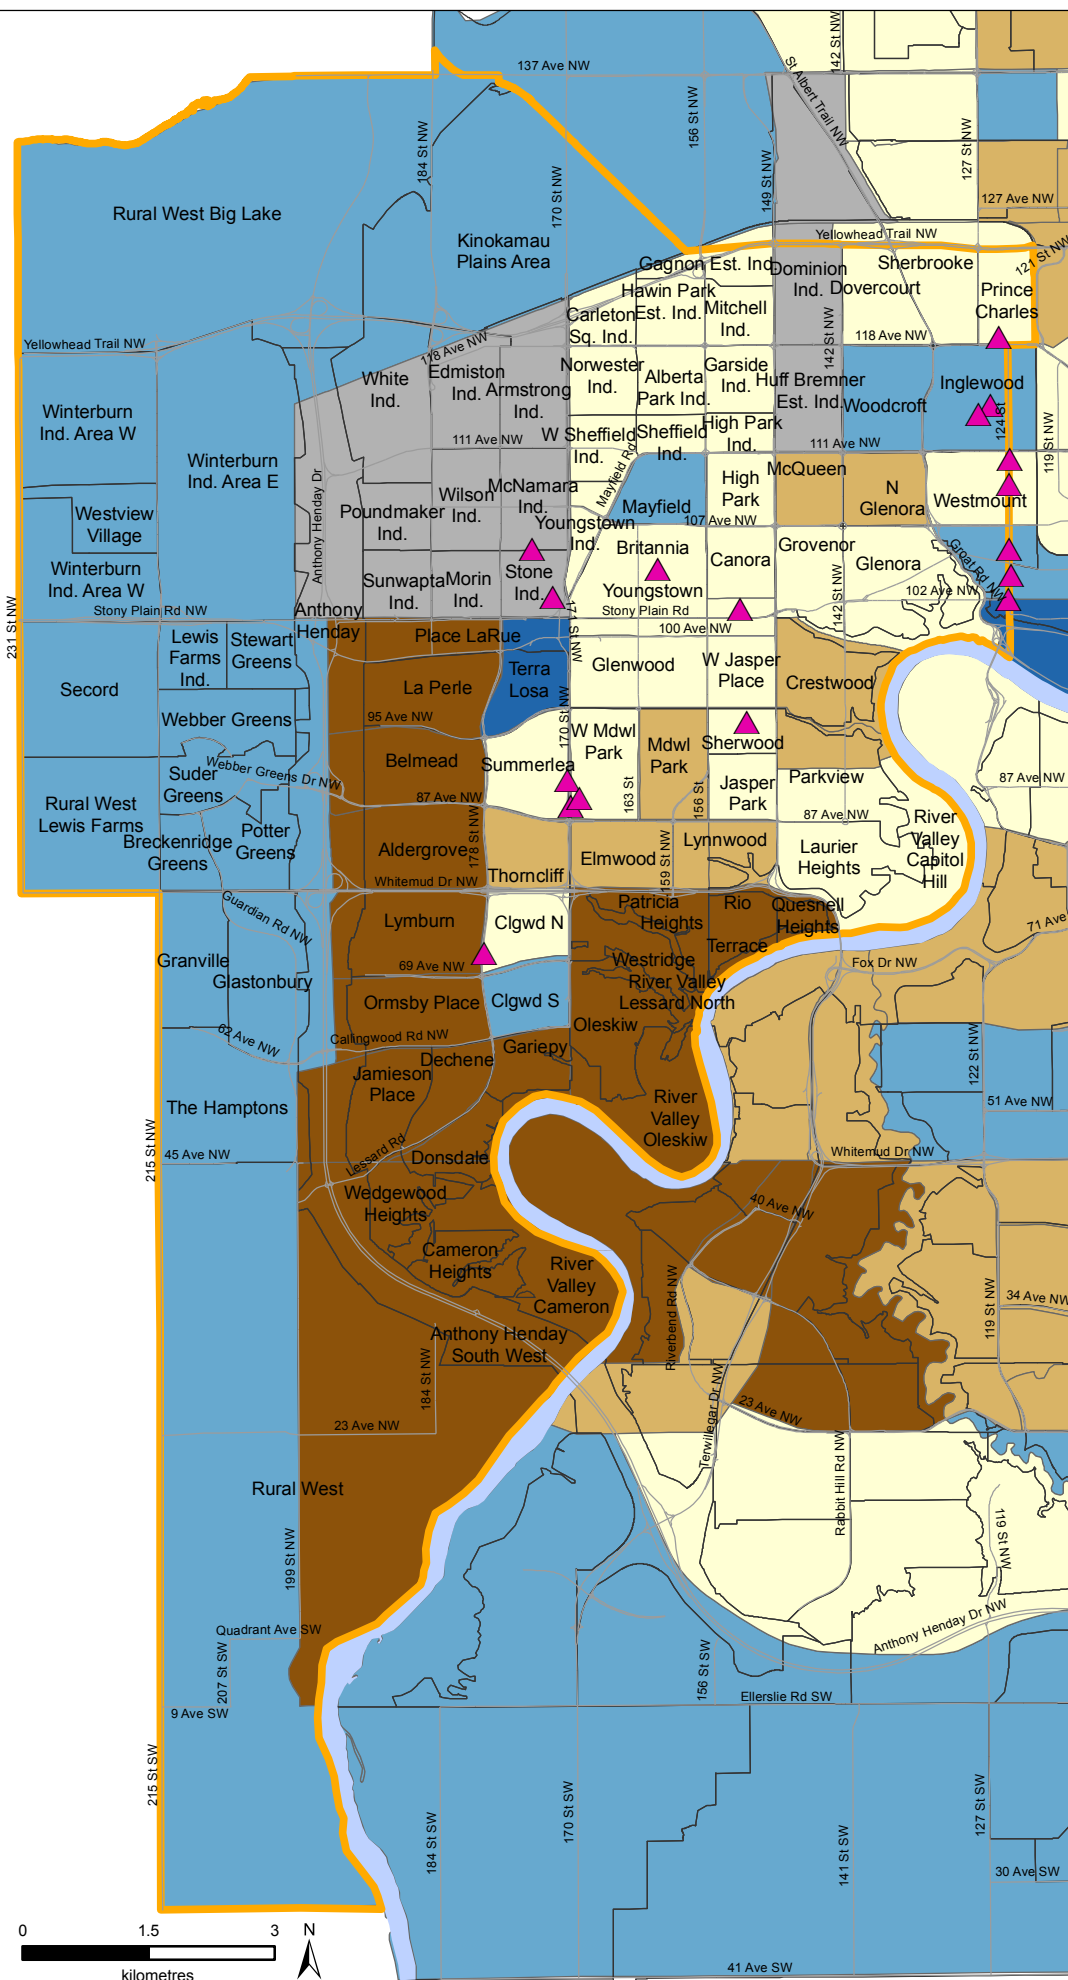 142 St NW
137 Ave NW
St Albert Trail NW
156 St NW
127 St NW
184 St NW
149 St NW
170 St NW
127 Ave NW
Rural West Big Lake
Kinokamau
Plains Area
Yellowhead Trail NW
121 St NW
Gagnon Est. Ind.
Dominion
Ind.
Sherbrooke
Dovercourt
Prince
Charles
Hawin Park
Est. Ind.
Mitchell
Ind.
Carleton
Sq. Ind.
142 St NW
118 Ave NW
Yellowhead Trail NW
118 Ave NW
White
Ind.
Edmiston
Ind.
Armstrong
Ind.
Norwester
Ind.
Alberta
Park Ind.
Garside
Ind.
Huff Bremner
Est. Ind.
Woodcroft
Inglewood
124 St
119 St NW
Winterburn
Ind. Area W
Winterburn
Ind. Area E
111 Ave NW
W Sheffield
Ind.
Sheffield
Ind.
High Park
Ind.
111 Ave NW
Mayfield Rd
McQueen
High
Park
N
Glenora
Westmount
Westview
Village
Anthony Henday Dr
Poundmaker
Ind.
Wilson
Ind.
McNamara
Ind.
Youngstown
Ind.
Mayfield
107 Ave NW
Britannia
Youngstown
Canora
Grovenor
Glenora
Groat Rd NW
102 Ave NW
Winterburn
Ind. Area W
Stony Plain Rd NW
Sunwapta
Ind.
Morin
Ind.
Stone
Ind.
Stony Plain Rd
142 St NW
231 St NW
Anthony
Henday
171 St NW
100 Ave NW
Lewis
Farms
Ind.
Stewart
Greens
Place LaRue
Terra
Losa
Glenwood
W Jasper
Place
Crestwood
Secord
La Perle
Webber Greens
95 Ave NW
170 St NW
W Mdwl
Park
Mdwl
Park
Sherwood
Belmead
Summerlea
Suder
Greens
Webber Greens Dr NW
87 Ave NW
163 St
156 St
Jasper
Park
Parkview
87 Ave NW
87 Ave NW
Rural West
Lewis Farms
Breckenridge
Greens
Potter
Greens
178 St NW
Aldergrove
Elmwood
159 St NW
Lynnwood
Laurier
Heights
River
Valley
Capitol
Hill
Whitemud Dr NW
Thorncliff
Guardian Rd NW
Lymburn
Clgwd N
Patricia
Heights
Rio
Terrace
Quesnell
Heights
71 Ave
Granville
Glastonbury
69 Ave NW
Westridge
River Valley
Lessard North
Fox Dr NW
Ormsby Place
Clgwd S
Oleskiw
62 Ave NW
Callingwood Rd NW
Gariepy
Dechene
Jamieson
Place
122 St NW
The Hamptons
River
Valley
Oleskiw
51 Ave NW
215 St NW
45 Ave NW
Lessard Rd
Donsdale
Whitemud Dr NW
Wedgewood
Heights
40 Ave NW
Cameron
Heights
River
Valley
Cameron
Riverbend Rd NW
119 St NW
34 Ave NW
Anthony Henday
South West
184 St NW
23 Ave NW
Terwillegar Dr NW
23 Ave NW
Rabbit Hill Rd NW
Rural West
119 St NW
199 St NW
Quadrant Ave SW
Anthony Henday Dr NW
207 St SW
156 St SW
Ellerslie Rd SW
9 Ave SW
215 St SW
184 St SW
170 St SW
141 St SW
127 St SW
30 Ave SW
0 1.5 3
kilometres
N
41 Ave SW